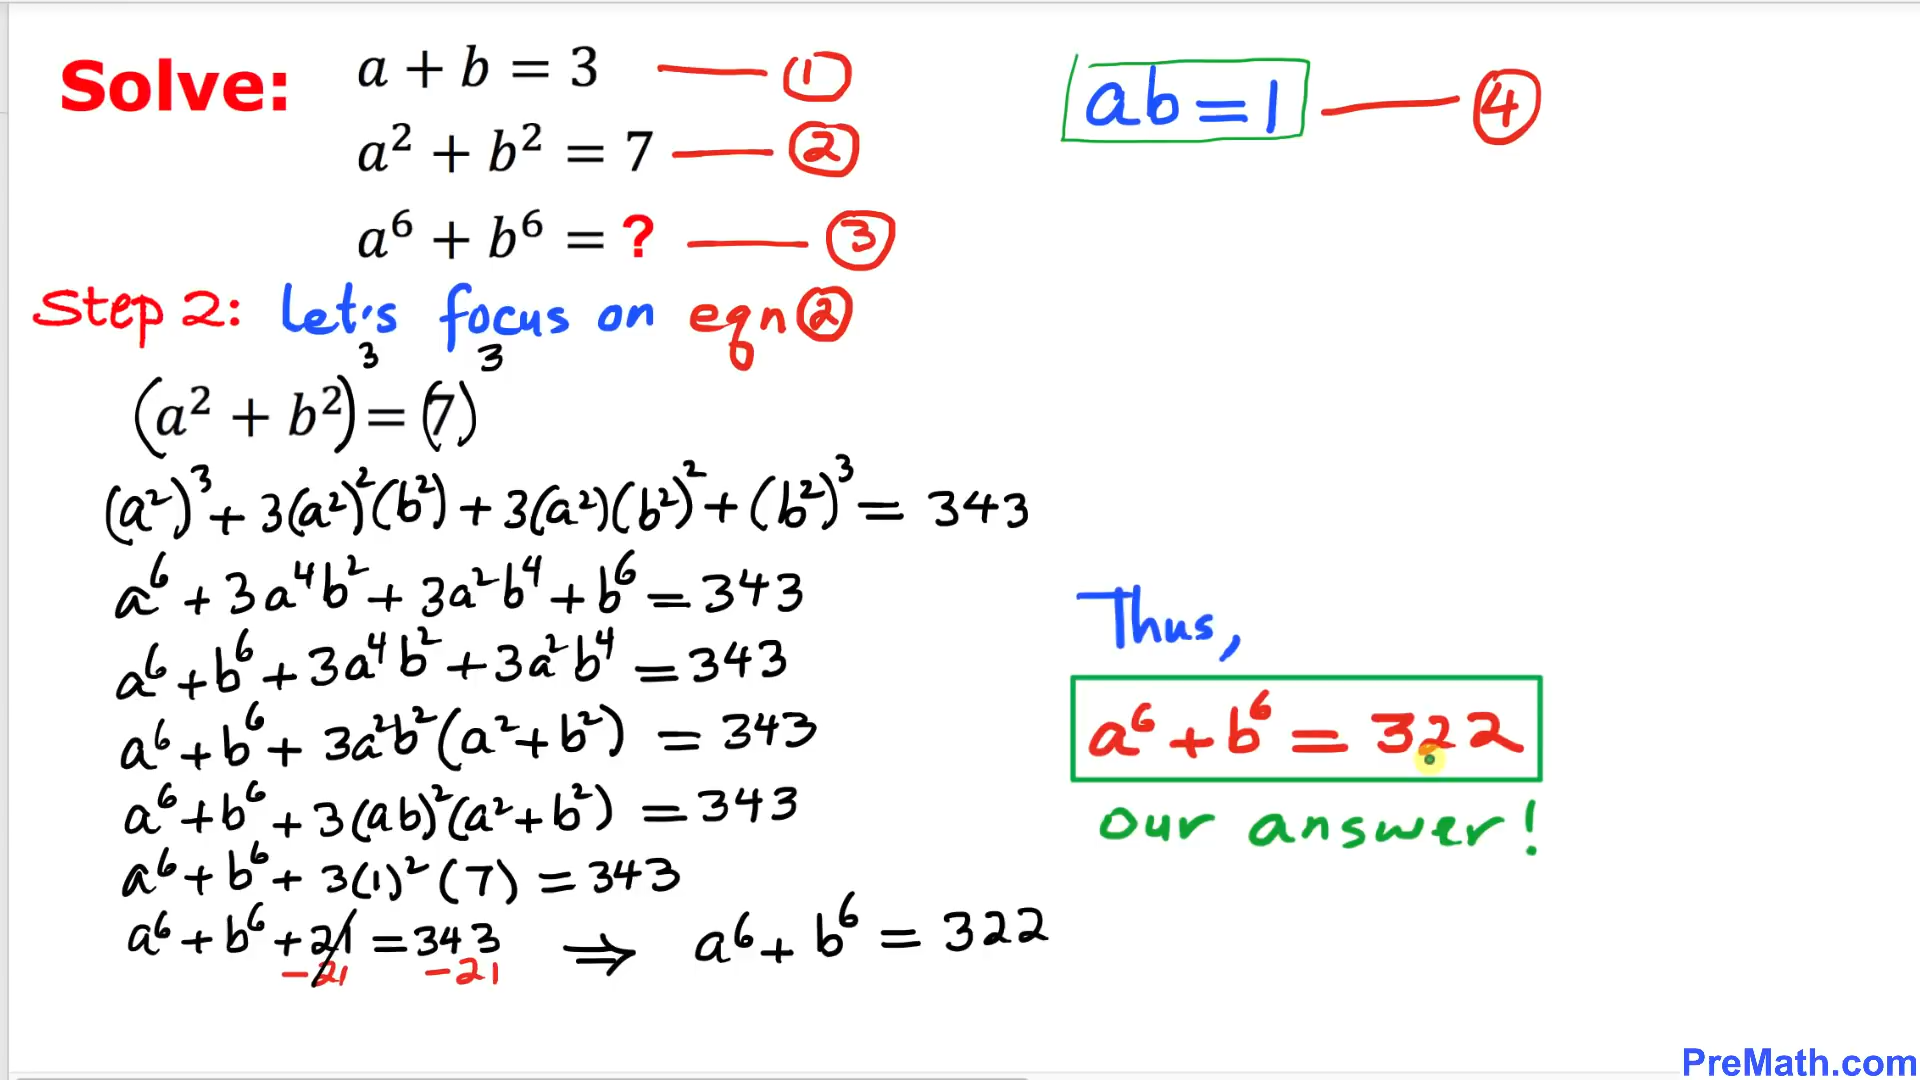 Solve:
a + b = 3 —— ①
a² + b² = 7 —— ②
a⁶ + b⁶ = ? —— ③
ab = 1 —— ④
Step 2: Let's focus on eqn ②
(a² + b²)³ = (7)³
(a²)³ + 3(a²)²(b²) + 3(a²)(b²)² + (b²)³ = 343
a⁶ + 3a⁴b² + 3a²b⁴ + b⁶ = 343
a⁶ + b⁶ + 3a⁴b² + 3a²b⁴ = 343
a⁶ + b⁶ + 3a²b²(a² + b²) = 343
a⁶ + b⁶ + 3(ab)²(a² + b²) = 343
a⁶ + b⁶ + 3(1)²(7) = 343
a⁶ + b⁶ + 21 = 343 ⇒ a⁶ + b⁶ = 322
−21 −21
Thus,
a⁶ + b⁶ = 322
our answer!
PreMath.com